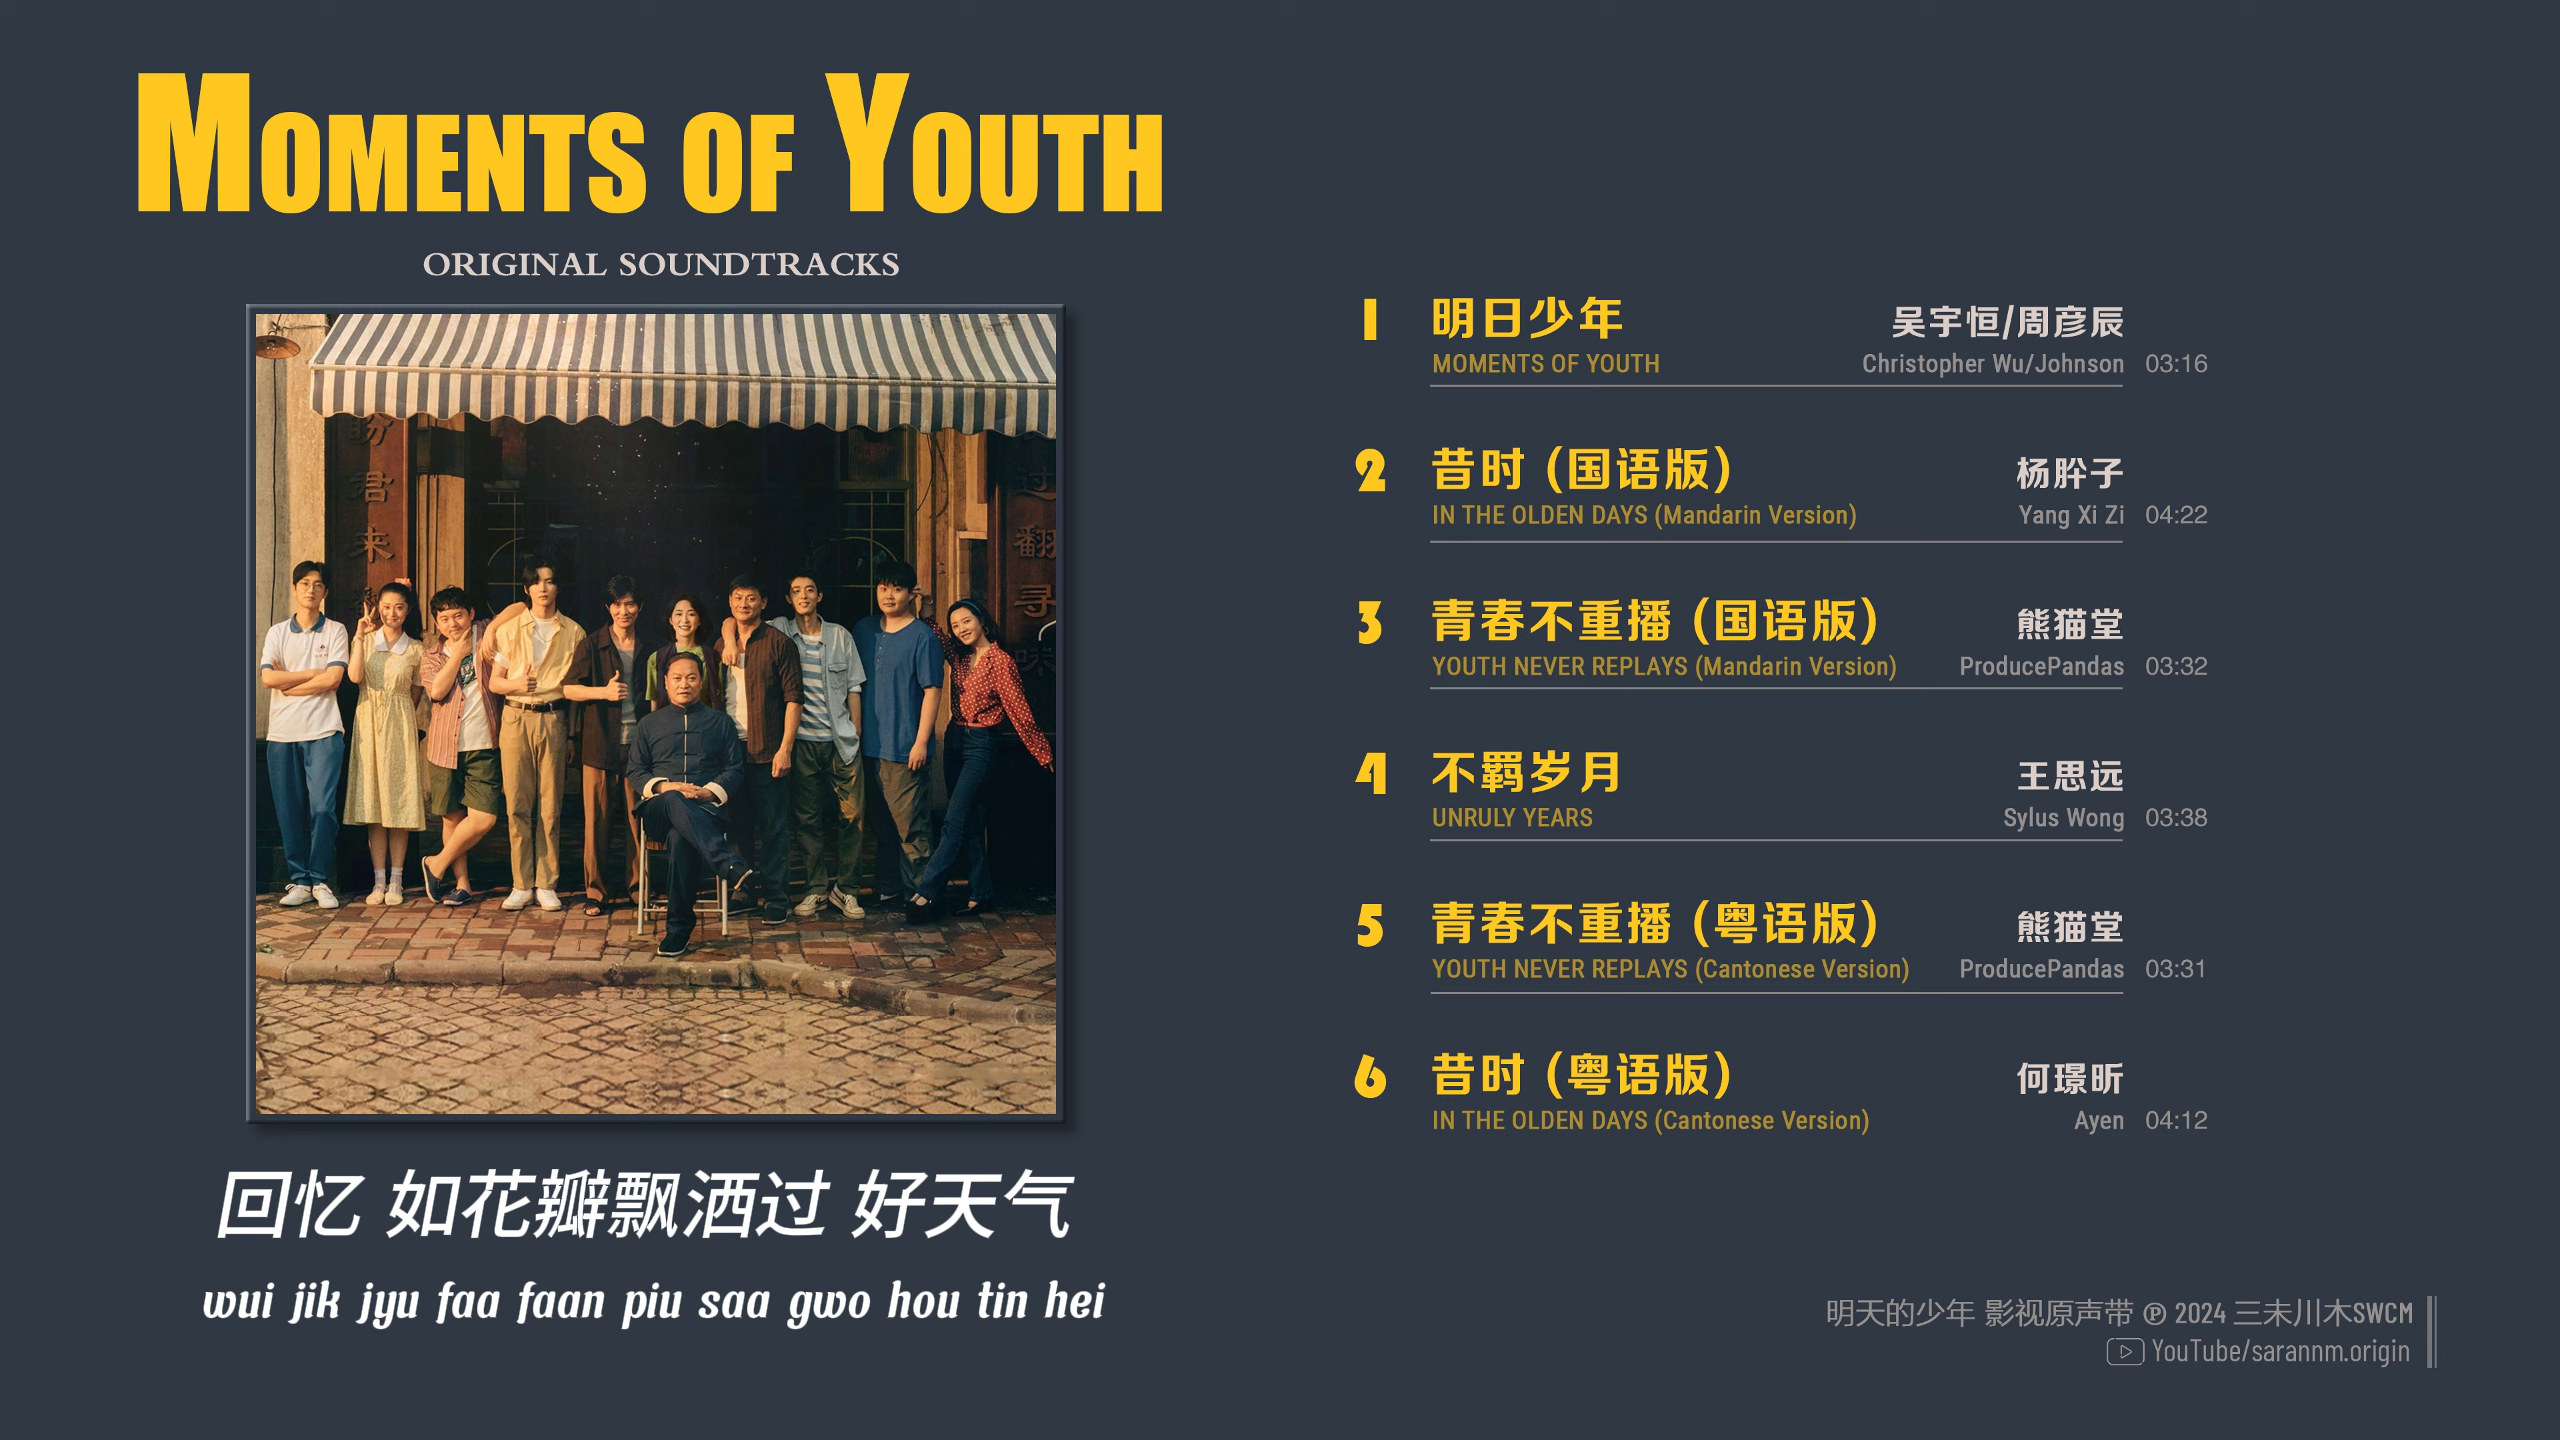 MOMENTS OF YOUTH
ORIGINAL SOUNDTRACKS
盼君来
过翻寻味
回忆 如花瓣飘洒过 好天气
wui jik jyu faa faan piu saa gwo hou tin hei
1 明日少年 吴宇恒/周彦辰
MOMENTS OF YOUTH Christopher Wu/Johnson 03:16
2 昔时 (国语版) 杨肸子
IN THE OLDEN DAYS (Mandarin Version) Yang Xi Zi 04:22
3 青春不重播 (国语版) 熊猫堂
YOUTH NEVER REPLAYS (Mandarin Version) ProducePandas 03:32
4 不羁岁月 王思远
UNRULY YEARS Sylus Wong 03:38
5 青春不重播 (粤语版) 熊猫堂
YOUTH NEVER REPLAYS (Cantonese Version) ProducePandas 03:31
6 昔时 (粤语版) 何璟昕
IN THE OLDEN DAYS (Cantonese Version) Ayen 04:12
明天的少年 影视原声带 ℗ 2024 三未川木SWCM
YouTube/sarannm.origin